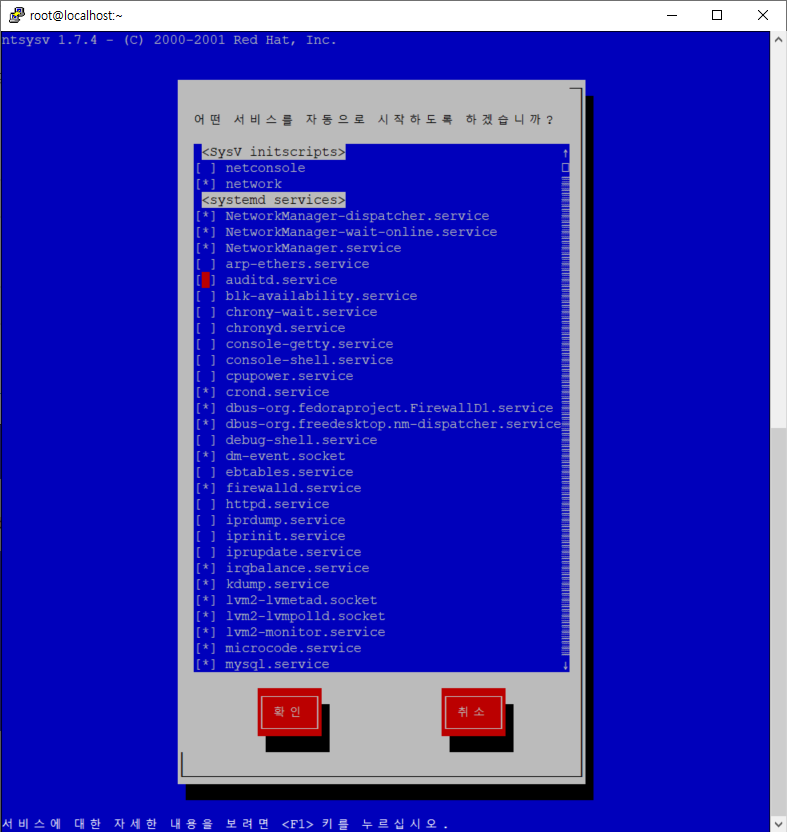 root@localhost:~
ntsysv 1.7.4 - (C) 2000-2001 Red Hat, Inc.
어떤 서비스를 자동으로 시작하도록 하겠습니까?
<SysV initscripts>
[ ] netconsole
[*] network
<systemd services>
[*] NetworkManager-dispatcher.service
[*] NetworkManager-wait-online.service
[*] NetworkManager.service
[ ] arp-ethers.service
[ ] auditd.service
[ ] blk-availability.service
[ ] chrony-wait.service
[ ] chronyd.service
[ ] console-getty.service
[ ] console-shell.service
[ ] cpupower.service
[*] crond.service
[*] dbus-org.fedoraproject.FirewallD1.service
[*] dbus-org.freedesktop.nm-dispatcher.service
[ ] debug-shell.service
[*] dm-event.socket
[ ] ebtables.service
[*] firewalld.service
[ ] httpd.service
[ ] iprdump.service
[ ] iprinit.service
[ ] iprupdate.service
[*] irqbalance.service
[*] kdump.service
[*] lvm2-lvmetad.socket
[*] lvm2-lvmpolld.socket
[*] lvm2-monitor.service
[*] microcode.service
[*] mysql.service
확인 취소
서비스에 대한 자세한 내용을 보려면 <F1> 키를 누르십시오.